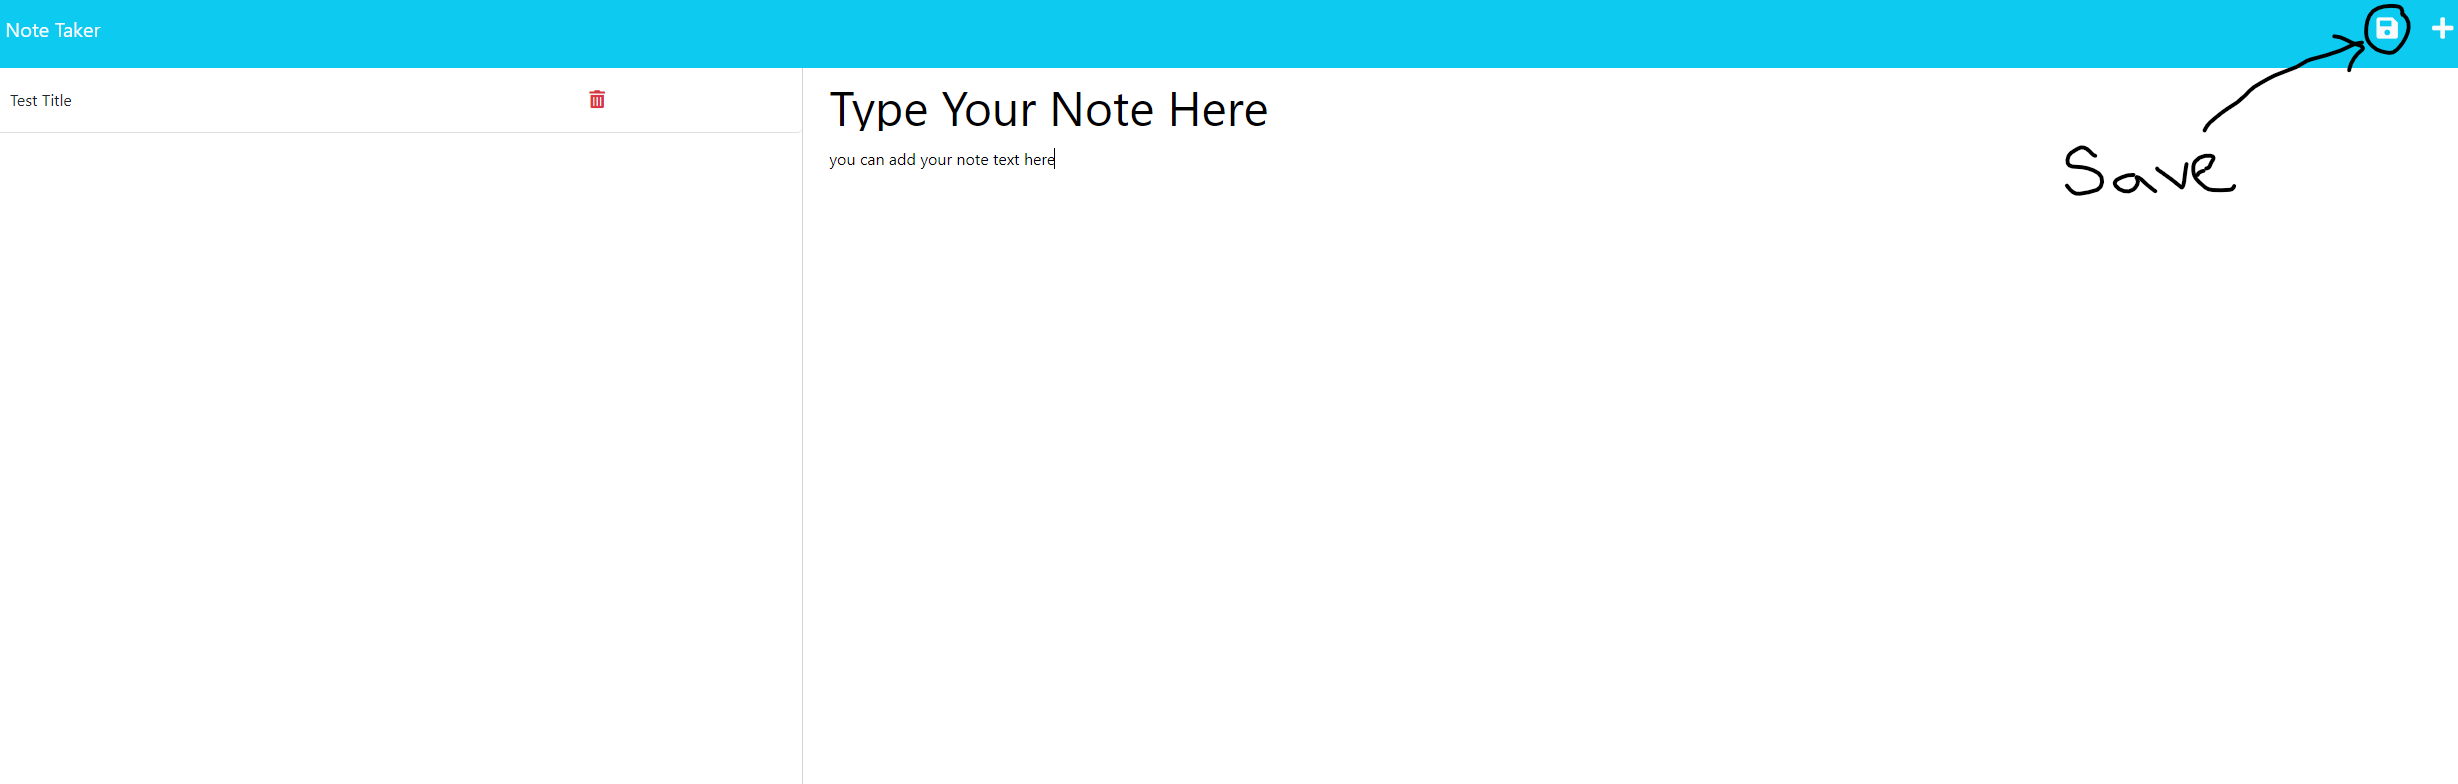 Note Taker
Test Title
Type Your Note Here
you can add your note text here
Save